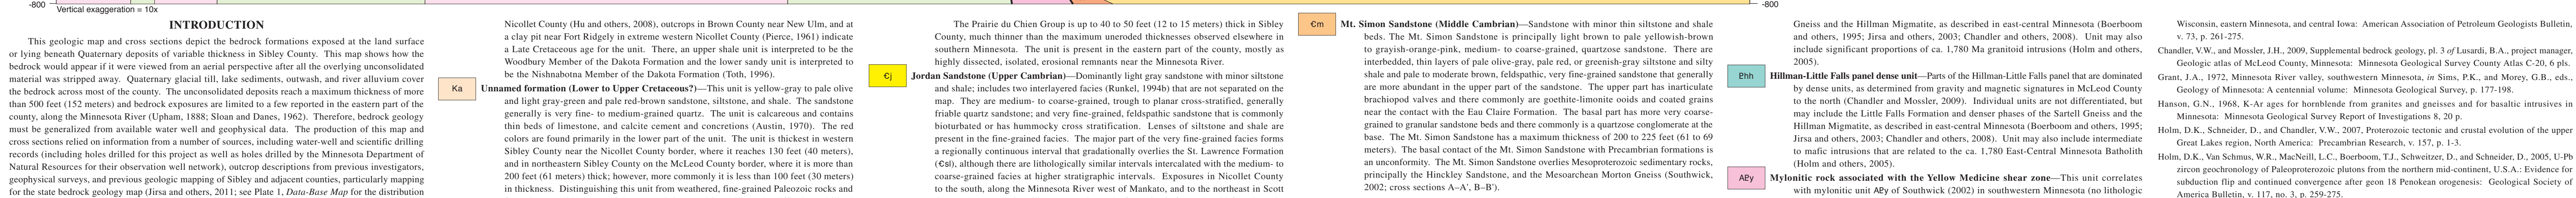 -800
Vertical exaggeration = 10x
-800
INTRODUCTION
This geologic map and cross sections depict the bedrock formations exposed at the land surface
or lying beneath Quaternary deposits of variable thickness in Sibley County. This map shows how the
bedrock would appear if it were viewed from an aerial perspective after all the overlying unconsolidated
material was stripped away. Quaternary glacial till, lake sediments, outwash, and river alluvium cover
the bedrock across most of the county. The unconsolidated deposits reach a maximum thickness of more
than 500 feet (152 meters) and bedrock exposures are limited to a few reported in the eastern part of the
county, along the Minnesota River (Upham, 1888; Sloan and Danes, 1962). Therefore, bedrock geology
must be generalized from available water well and geophysical data. The production of this map and
cross sections relied on information from a number of sources, including water-well and scientific drilling
records (including holes drilled for this project as well as holes drilled by the Minnesota Department of
Natural Resources for their observation well network), outcrop descriptions from previous investigators,
geophysical surveys, and previous geologic mapping of Sibley and adjacent counties, particularly mapping
for the state bedrock geology map (Jirsa and others, 2011; see Plate 1, Data-Base Map for the distribution
Nicollet County (Hu and others, 2008), outcrops in Brown County near New Ulm, and at
a clay pit near Fort Ridgely in extreme western Nicollet County (Pierce, 1961) indicate
a Late Cretaceous age for the unit. There, an upper shale unit is interpreted to be the
Woodbury Member of the Dakota Formation and the lower sandy unit is interpreted to
be the Nishnabotna Member of the Dakota Formation (Toth, 1996).
Ka
Unnamed formation (Lower to Upper Cretaceous?)—This unit is yellow-gray to pale olive
and light gray-green and pale red-brown sandstone, siltstone, and shale. The sandstone
generally is very fine- to medium-grained quartzose. The unit is calcareous and contains
thin beds of limestone, and calcite cement and concretions (Austin, 1970). The red
colors are found primarily in the lower part of the unit. The unit is thickest in western
Sibley County near the Nicollet County border, where it reaches 130 feet (40 meters),
and in northeastern Sibley County on the McLeod County border, where it is more than
200 feet (61 meters) thick; however, more commonly it is less than 100 feet (30 meters)
in thickness. Distinguishing this unit from weathered, fine-grained Paleozoic rocks and
The Prairie du Chien Group is up to 40 to 50 feet (12 to 15 meters) thick in Sibley
County, much thinner than the maximum uneroded thicknesses observed elsewhere in
southern Minnesota. The unit is present in the eastern part of the county, mostly as
highly dissected, isolated, erosional remnants near the Minnesota River.
Ꞓj
Jordan Sandstone (Upper Cambrian)—Dominantly light gray sandstone with minor siltstone
and shale; includes two interlayered facies (Runkel, 1994b) that are not separated on the
map. They are medium- to coarse-grained, trough to planar cross-stratified, generally
friable quartz sandstone; and very fine-grained, feldspathic sandstone that is commonly
bioturbated or has hummocky cross stratification. Lenses of siltstone and shale are
present in the fine-grained facies. The major part of the very fine-grained facies forms
a regionally continuous interval that gradationally overlies the St. Lawrence Formation
(Ꞓsl), although there are lithologically similar intervals intercalated with the medium- to
coarse-grained facies at higher stratigraphic intervals. Exposures in Nicollet County
to the south, along the Minnesota River west of Mankato, and to the northeast in Scott
Ꞓm
Mt. Simon Sandstone (Middle Cambrian)—Sandstone with minor thin siltstone and shale
beds. The Mt. Simon Sandstone is principally light brown to pale yellowish-brown
to grayish-orange-pink, medium- to coarse-grained, quartzose sandstone. There are
interbedded, thin layers of pale olive-gray, pale red, or greenish-gray siltstone and silty
shale and pale to moderate brown, feldspathic, very fine-grained sandstone that generally
are more abundant in the upper part of the sandstone. The upper part has inarticulate
brachiopod valves and there commonly are goethite-limonite ooids and coated grains
near the contact with the Eau Claire Formation. The basal part has more very coarse-
grained to granular sandstone beds and there commonly is a quartzose conglomerate at the
base. The Mt. Simon Sandstone has a maximum thickness of 200 to 225 feet (61 to 69
meters). The basal contact of the Mt. Simon Sandstone with Precambrian formations is
an unconformity. The Mt. Simon Sandstone overlies Mesoproterozoic sedimentary rocks,
principally the Hinckley Sandstone, and the Mesoarchean Morton Gneiss (Southwick,
2002; cross sections A–A', B–B').
Gneiss and the Hillman Migmatite, as described in east-central Minnesota (Boerboom
and others, 1995; Jirsa and others, 2003; Chandler and others, 2008). Unit may also
include significant proportions of ca. 1,780 Ma granitoid intrusions (Holm and others,
2005).
Ꝑhh
Hillman-Little Falls panel dense unit—Parts of the Hillman-Little Falls panel that are dominated
by dense units, as determined from gravity and magnetic signatures in McLeod County
to the north (Chandler and Mossler, 2009). Individual units are not differentiated, but
may include the Little Falls Formation and denser phases of the Sartell Gneiss and the
Hillman Migmatite, as described in east-central Minnesota (Boerboom and others, 1995;
Jirsa and others, 2003; Chandler and others, 2008). Unit may also include intermediate
to mafic intrusions that are related to the ca. 1,780 East-Central Minnesota Batholith
(Holm and others, 2005).
AꝐy
Mylonitic rock associated with the Yellow Medicine shear zone—This unit correlates
with mylonitic unit AꝐy of Southwick (2002) in southwestern Minnesota (no lithologic
Wisconsin, eastern Minnesota, and central Iowa: American Association of Petroleum Geologists Bulletin,
v. 73, p. 261-275.
Chandler, V.W., and Mossler, J.H., 2009, Supplemental bedrock geology, pl. 3 of Lusardi, B.A., project manager,
Geologic atlas of McLeod County, Minnesota: Minnesota Geological Survey County Atlas C-20, 6 pls.
Grant, J.A., 1972, Minnesota River valley, southwestern Minnesota, in Sims, P.K., and Morey, G.B., eds.,
Geology of Minnesota: A centennial volume: Minnesota Geological Survey, p. 177-198.
Hanson, G.N., 1968, K-Ar ages for hornblende from granites and gneisses and for basaltic intrusives in
Minnesota: Minnesota Geological Survey Report of Investigations 8, 20 p.
Holm, D.K., Schneider, D., and Chandler, V.W., 2007, Proterozoic tectonic and crustal evolution of the upper
Great Lakes region, North America: Precambrian Research, v. 157, p. 1-3.
Holm, D.K., Van Schmus, W.R., MacNeill, L.C., Boerboom, T.J., Schweitzer, D., and Schneider, D., 2005, U-Pb
zircon geochronology of Paleoproterozoic plutons from the northern mid-continent, U.S.A.: Evidence for
subduction flip and continued convergence after geon 18 Penokean orogenesis: Geological Society of
America Bulletin, v. 117, no. 3, p. 259-275.